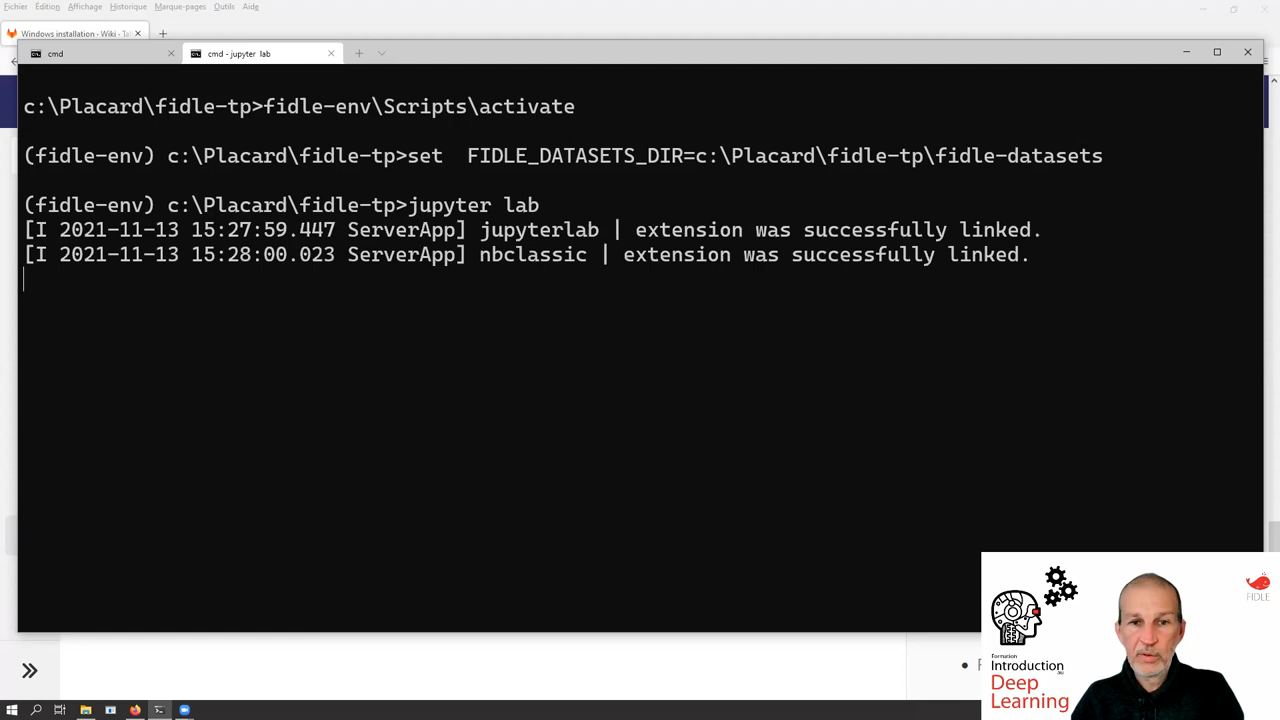 Fichier Édition Affichage Historique Marque-pages Outils Aide
Windows installation - Wiki - Ta
cmd
cmd - jupyter lab
c:\Placard\fidle-tp>fidle-env\Scripts\activate
(fidle-env) c:\Placard\fidle-tp>set  FIDLE_DATASETS_DIR=c:\Placard\fidle-tp\fidle-datasets
(fidle-env) c:\Placard\fidle-tp>jupyter lab
[I 2021-11-13 15:27:59.447 ServerApp] jupyterlab | extension was successfully linked.
[I 2021-11-13 15:28:00.023 ServerApp] nbclassic | extension was successfully linked.
FIDLE
Formation
Introduction
au
Deep
Learning